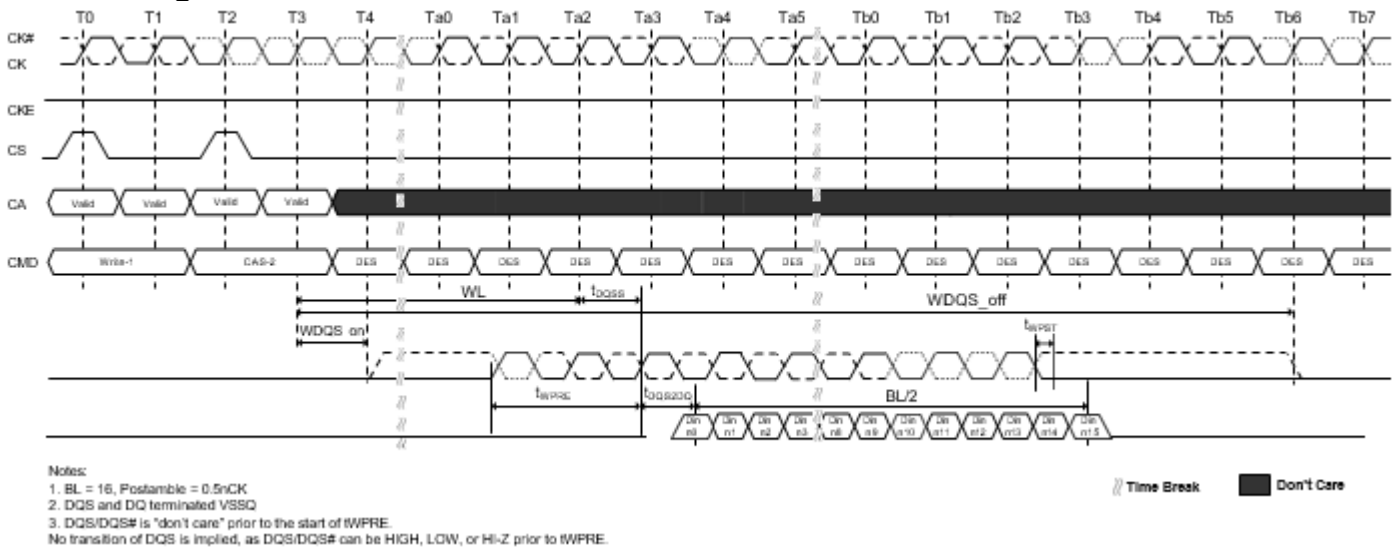 T0 T1 T2 T3 T4 Ta0 Ta1 Ta2 Ta3 Ta4 Ta5 Tb0 Tb1 Tb2 Tb3 Tb4 Tb5 Tb6 Tb7
CK#
CK
CKE
CS
CA Valid Valid Valid Valid
CMD Write-1 CAS-2 DES DES DES DES DES DES DES DES DES DES DES DES DES DES DES
WL tDQSS WDQS_off
WDQS_on
tWPST
tWPRE tDQS2DQ BL/2
Din Din Din Din Din Din Din Din Din Din Din Din
n0 n1 n2 n3 n8 n9 n10 n11 n12 n13 n14 n15
Notes:
1. BL = 16, Postamble = 0.5nCK
2. DQS and DQ terminated VSSQ
3. DQS/DQS# is "don't care" prior to the start of tWPRE.
No transition of DQS is implied, as DQS/DQS# can be HIGH, LOW, or HI-Z prior to tWPRE.
Time Break Don't Care